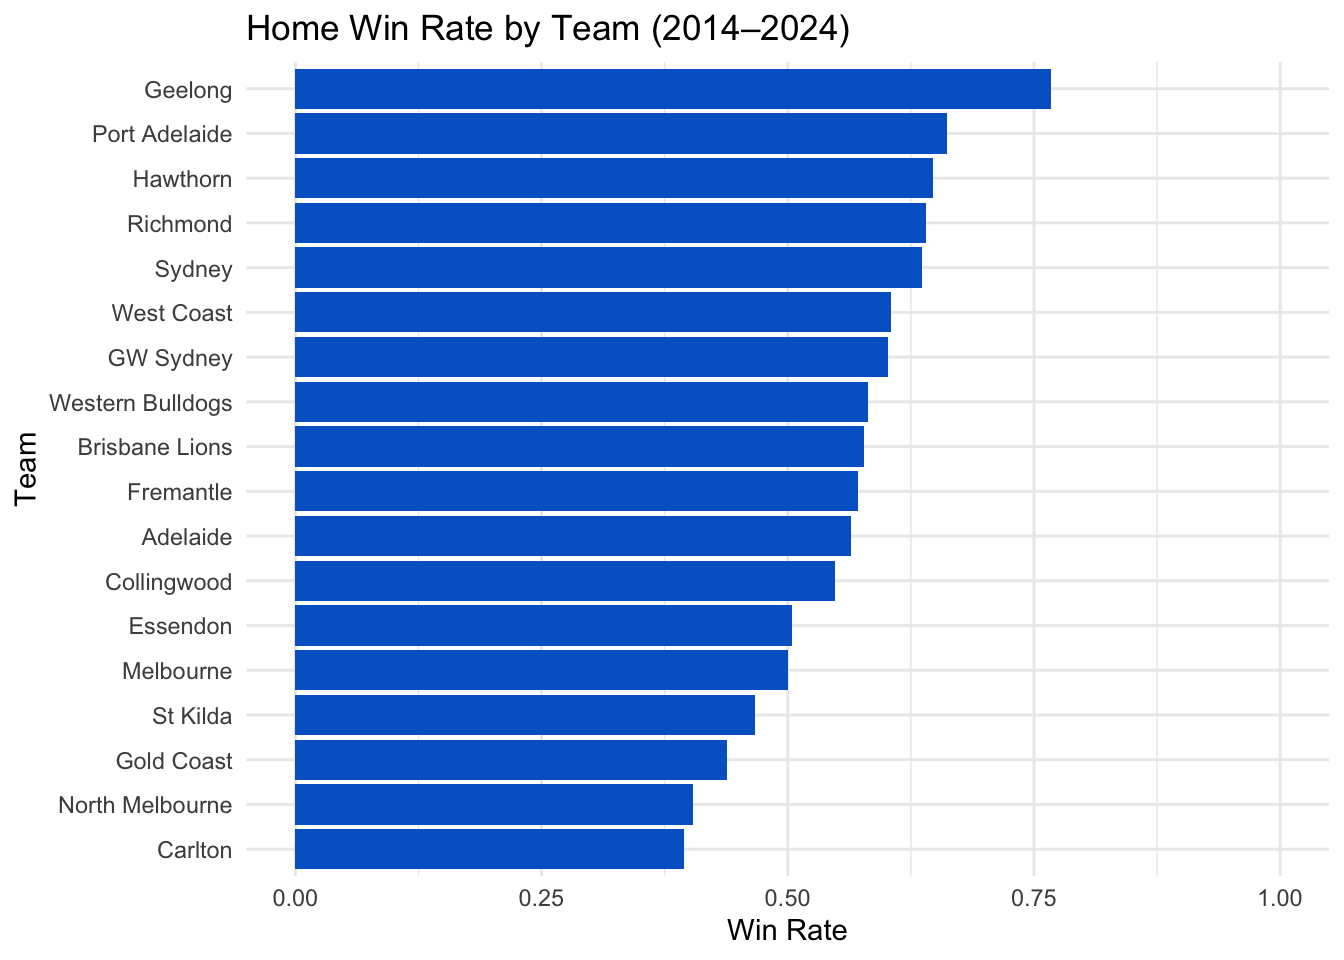 Home Win Rate by Team (2014–2024)
Team
Geelong
Port Adelaide
Hawthorn
Richmond
Sydney
West Coast
GW Sydney
Western Bulldogs
Brisbane Lions
Fremantle
Adelaide
Collingwood
Essendon
Melbourne
St Kilda
Gold Coast
North Melbourne
Carlton
0.00 0.25 0.50 0.75 1.00
Win Rate